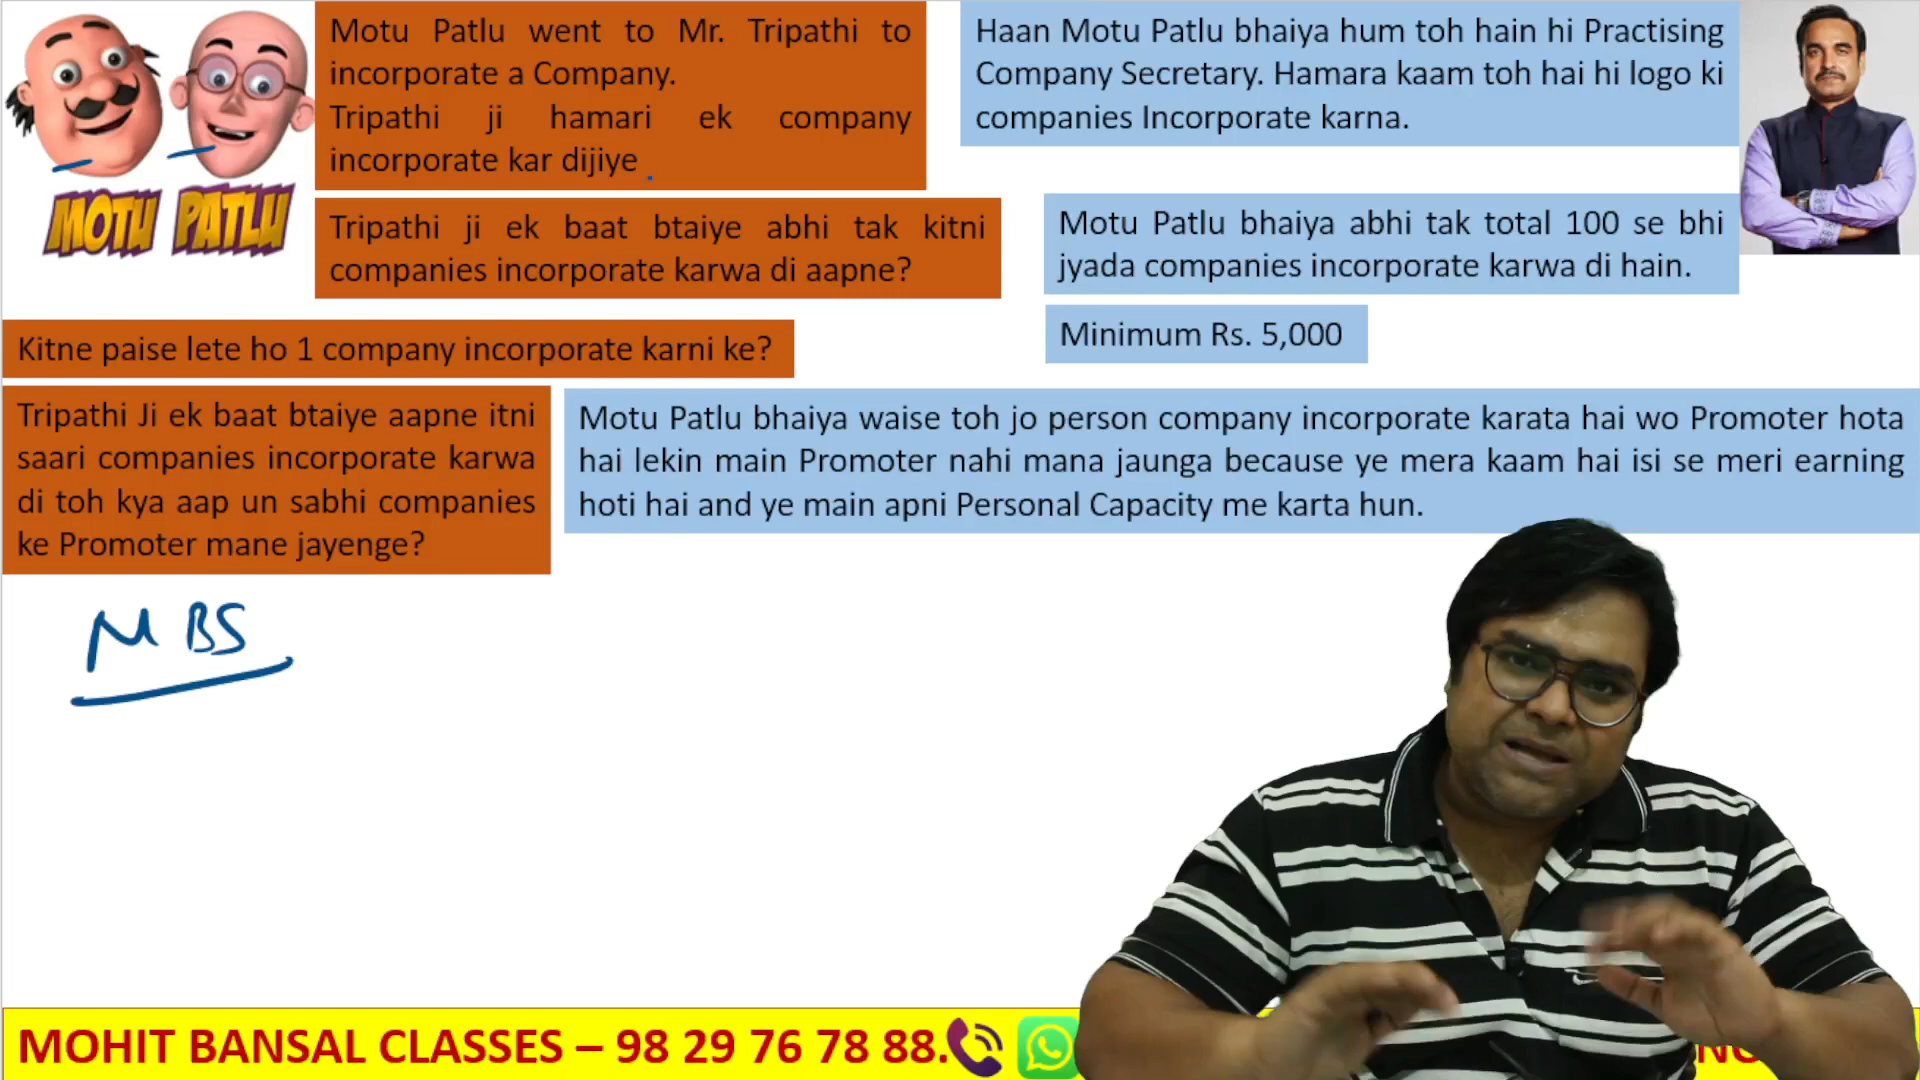 Motu Patlu went to Mr. Tripathi to
incorporate a Company.
Tripathi ji hamari ek company
incorporate kar dijiye
Haan Motu Patlu bhaiya hum toh hain hi Practising
Company Secretary. Hamara kaam toh hai hi logo ki
companies Incorporate karna.
MOTU PATLU
Tripathi ji ek baat btaiye abhi tak kitni
companies incorporate karwa di aapne?
Motu Patlu bhaiya abhi tak total 100 se bhi
jyada companies incorporate karwa di hain.
Kitne paise lete ho 1 company incorporate karni ke?
Minimum Rs. 5,000
Tripathi Ji ek baat btaiye aapne itni
saari companies incorporate karwa
di toh kya aap un sabhi companies
ke Promoter mane jayenge?
Motu Patlu bhaiya waise toh jo person company incorporate karata hai wo Promoter hota
hai lekin main Promoter nahi mana jaunga because ye mera kaam hai isi se meri earning
hoti hai and ye main apni Personal Capacity me karta hun.
MBS
MOHIT BANSAL CLASSES – 98 29 76 78 88.